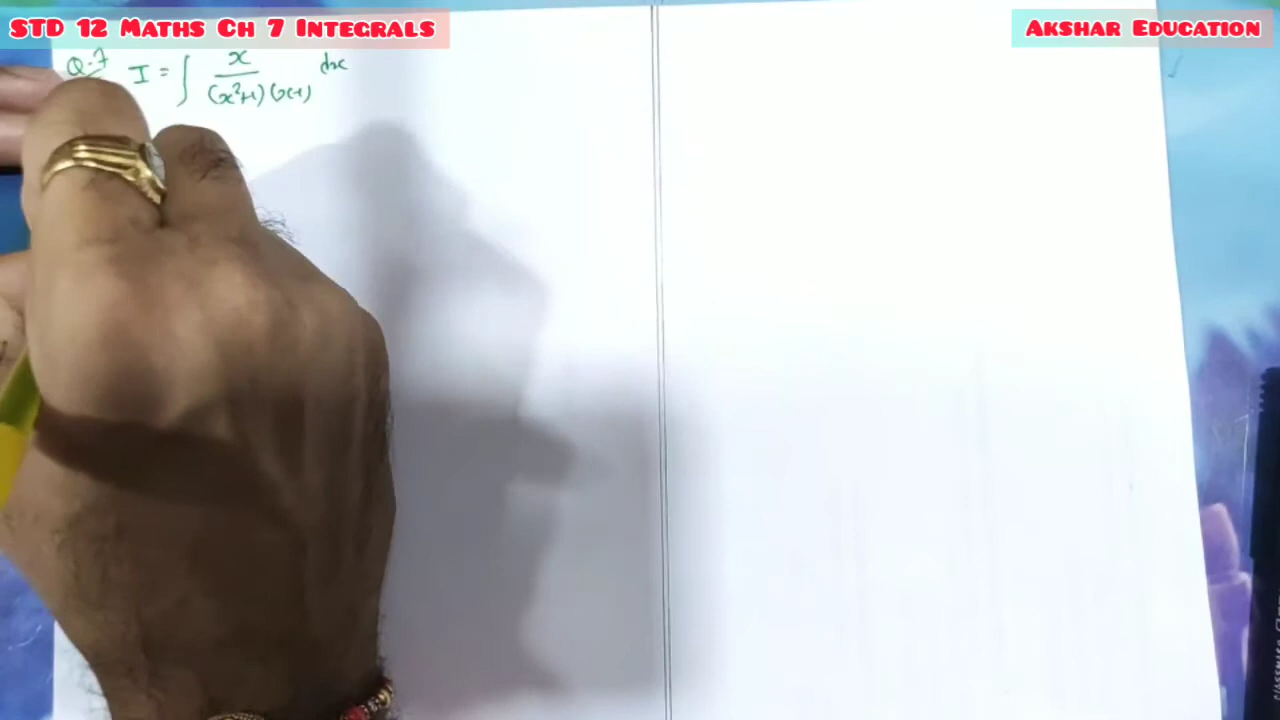 STD 12 Maths Ch 7 Integrals
Akshar Education
Q.7 I = ∫ x/(x²+1)(x-1) dx